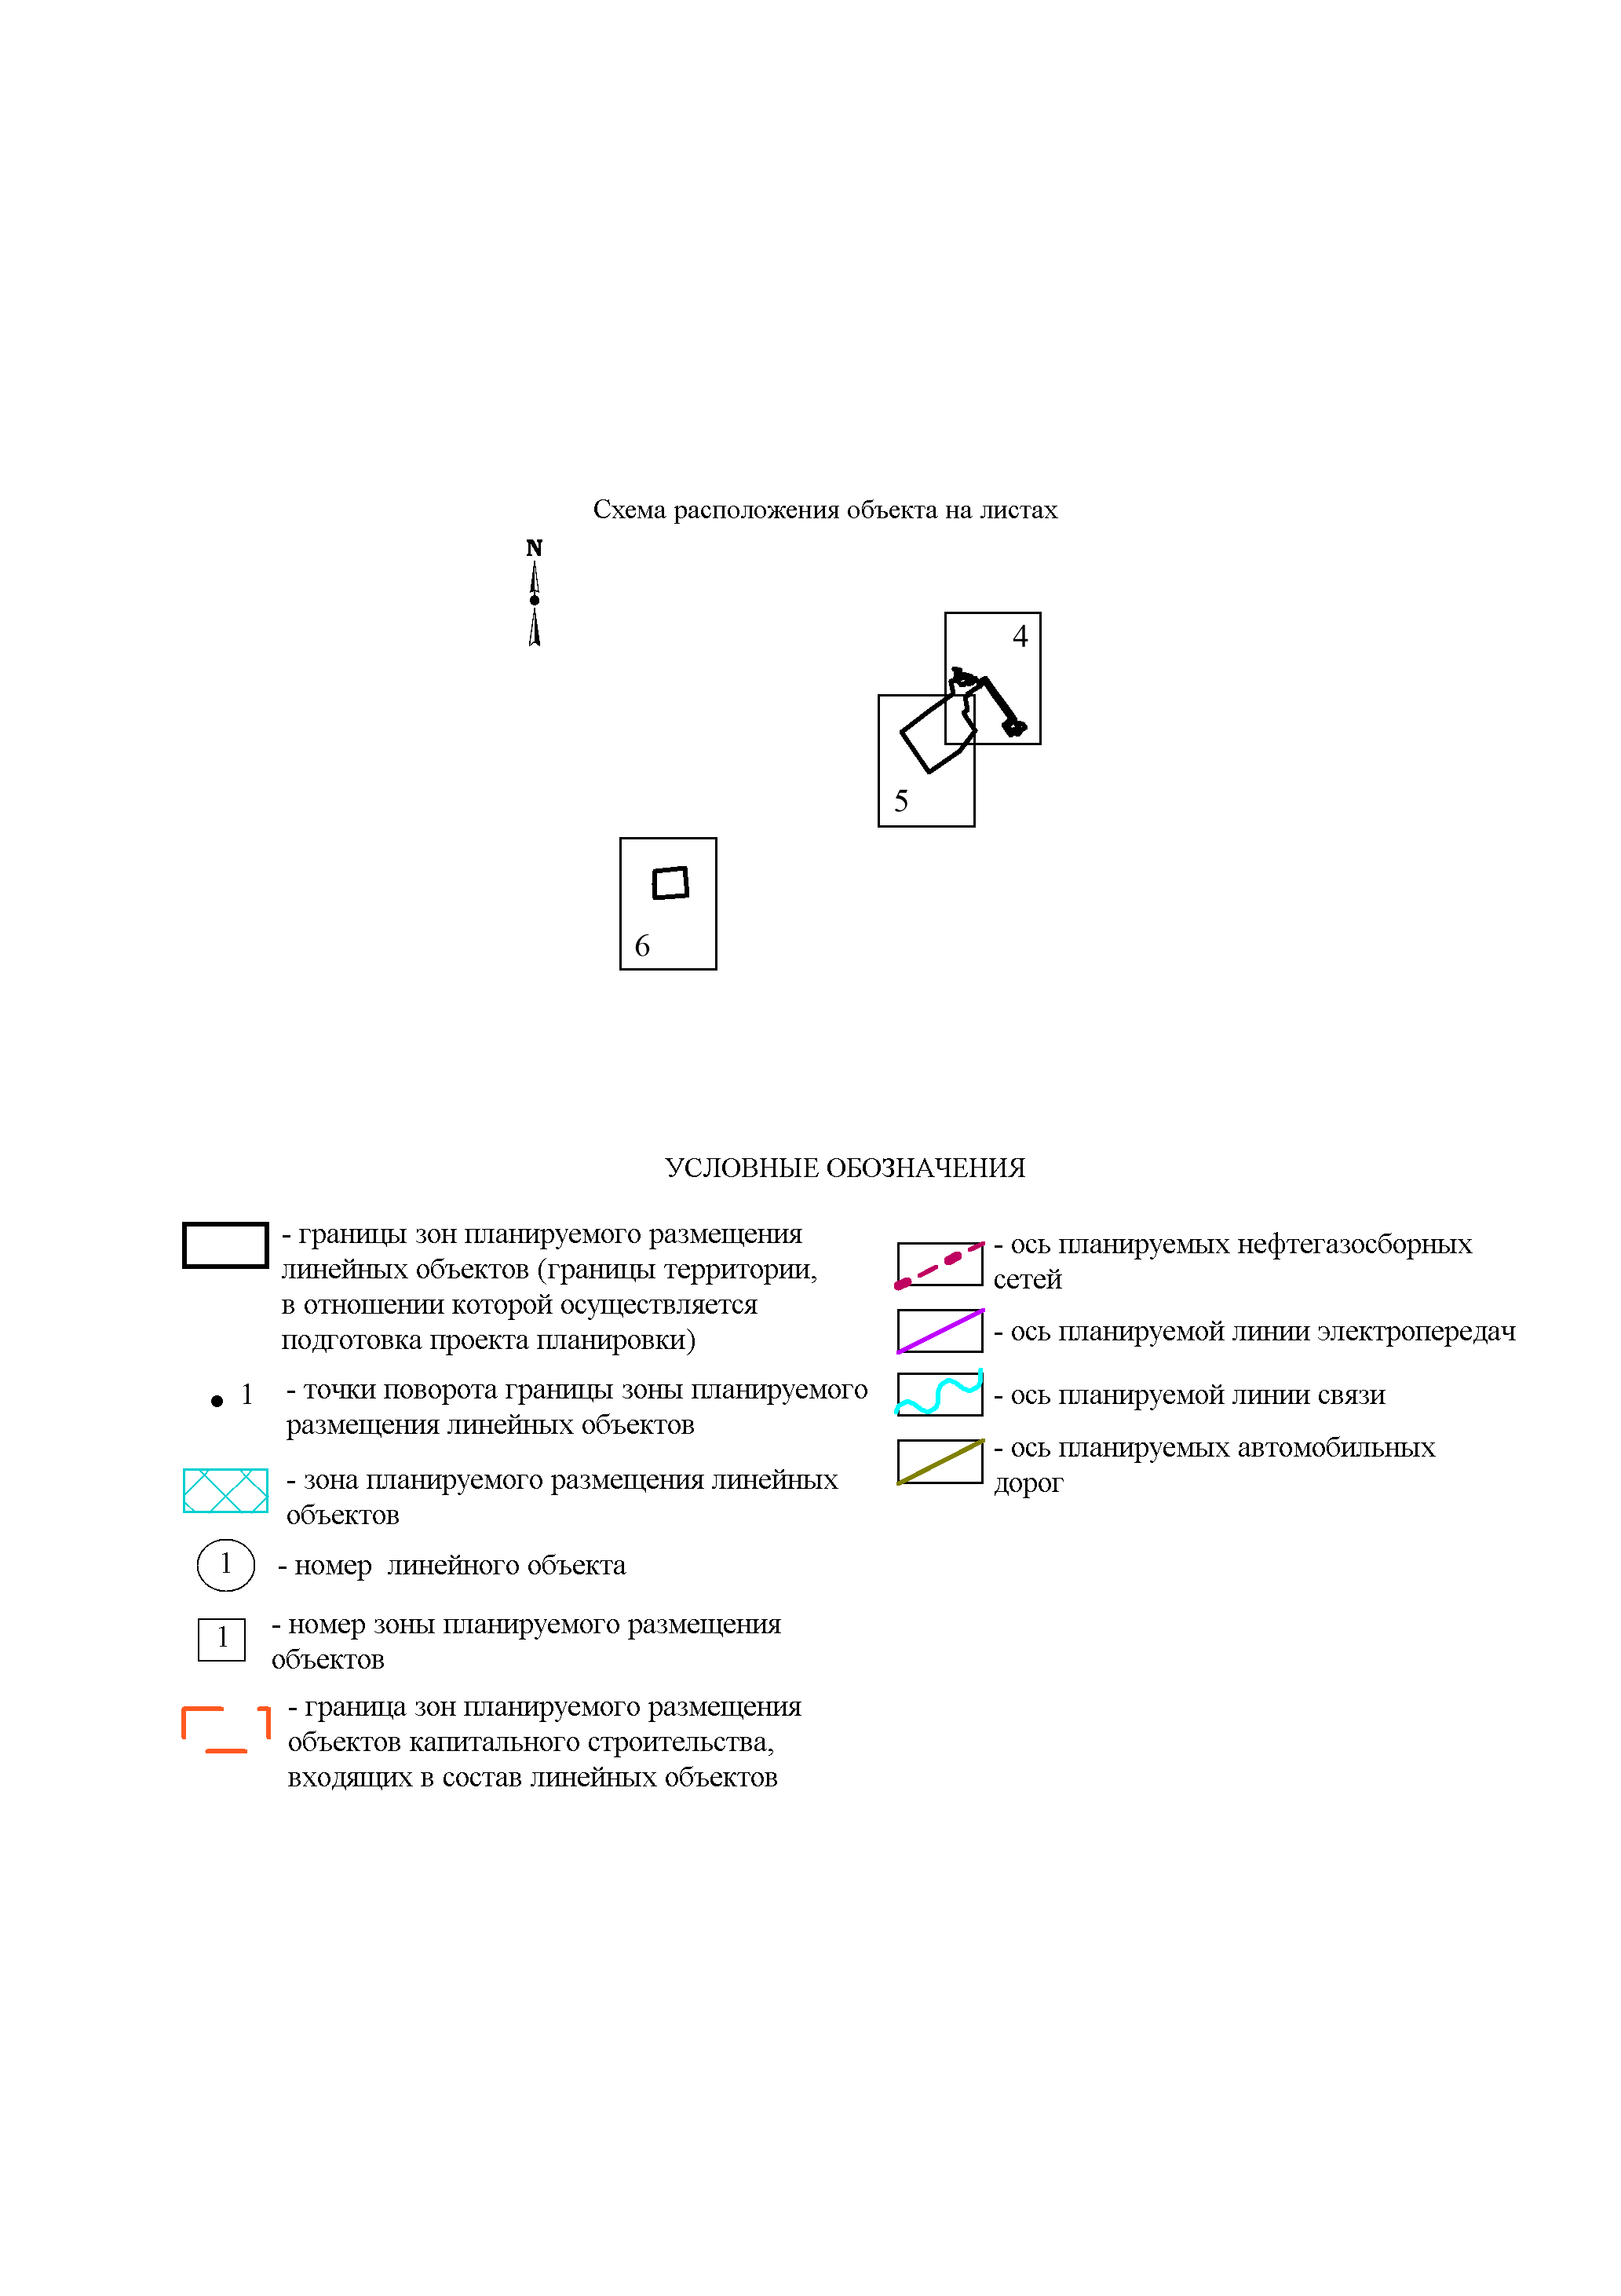 Схема расположения объекта на листах
N
4
5
6
УСЛОВНЫЕ ОБОЗНАЧЕНИЯ
- границы зон планируемого размещения
линейных объектов (границы территории,
в отношении которой осуществляется
подготовка проекта планировки)
1
- точки поворота границы зоны планируемого
размещения линейных объектов
- зона планируемого размещения линейных
объектов
1
- номер линейного объекта
1
- номер зоны планируемого размещения
объектов
- граница зон планируемого размещения
объектов капитального строительства,
входящих в состав линейных объектов
- ось планируемых нефтегазосборных
сетей
- ось планируемой линии электропередач
- ось планируемой линии связи
- ось планируемых автомобильных
дорог